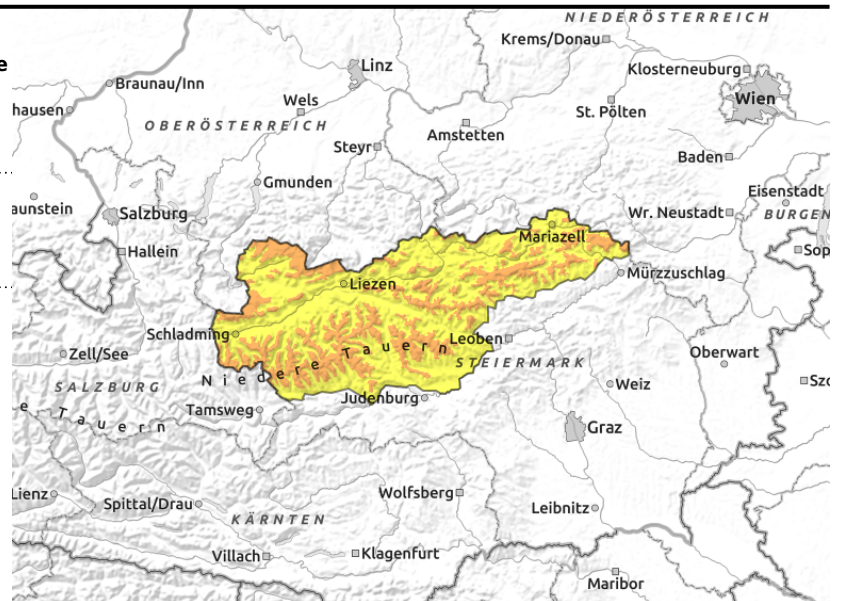 NIEDERÖSTERREICH
Krems/Donau
e
Linz
Klosterneuburg
Braunau/Inn
Wien
hausen
Wels
St. Pölten
OBERÖSTERREICH
Amstetten
Steyr
Baden
Gmunden
Eisenstadt
aunstein
Salzburg
Wr. Neustadt
BURGEN
Mariazell
Hallein
Sop
Mürzzuschlag
Liezen
Schladming
Leoben
Niedere Tauern
Zell/See
Oberwart
STEIERMARK
SALZBURG
Weiz
Szo
Judenburg
Tamsweg
e Tauern
Graz
Lienz
Wolfsberg
Spittal/Drau
Leibnitz
KÄRNTEN
Villach
Klagenfurt
Maribor